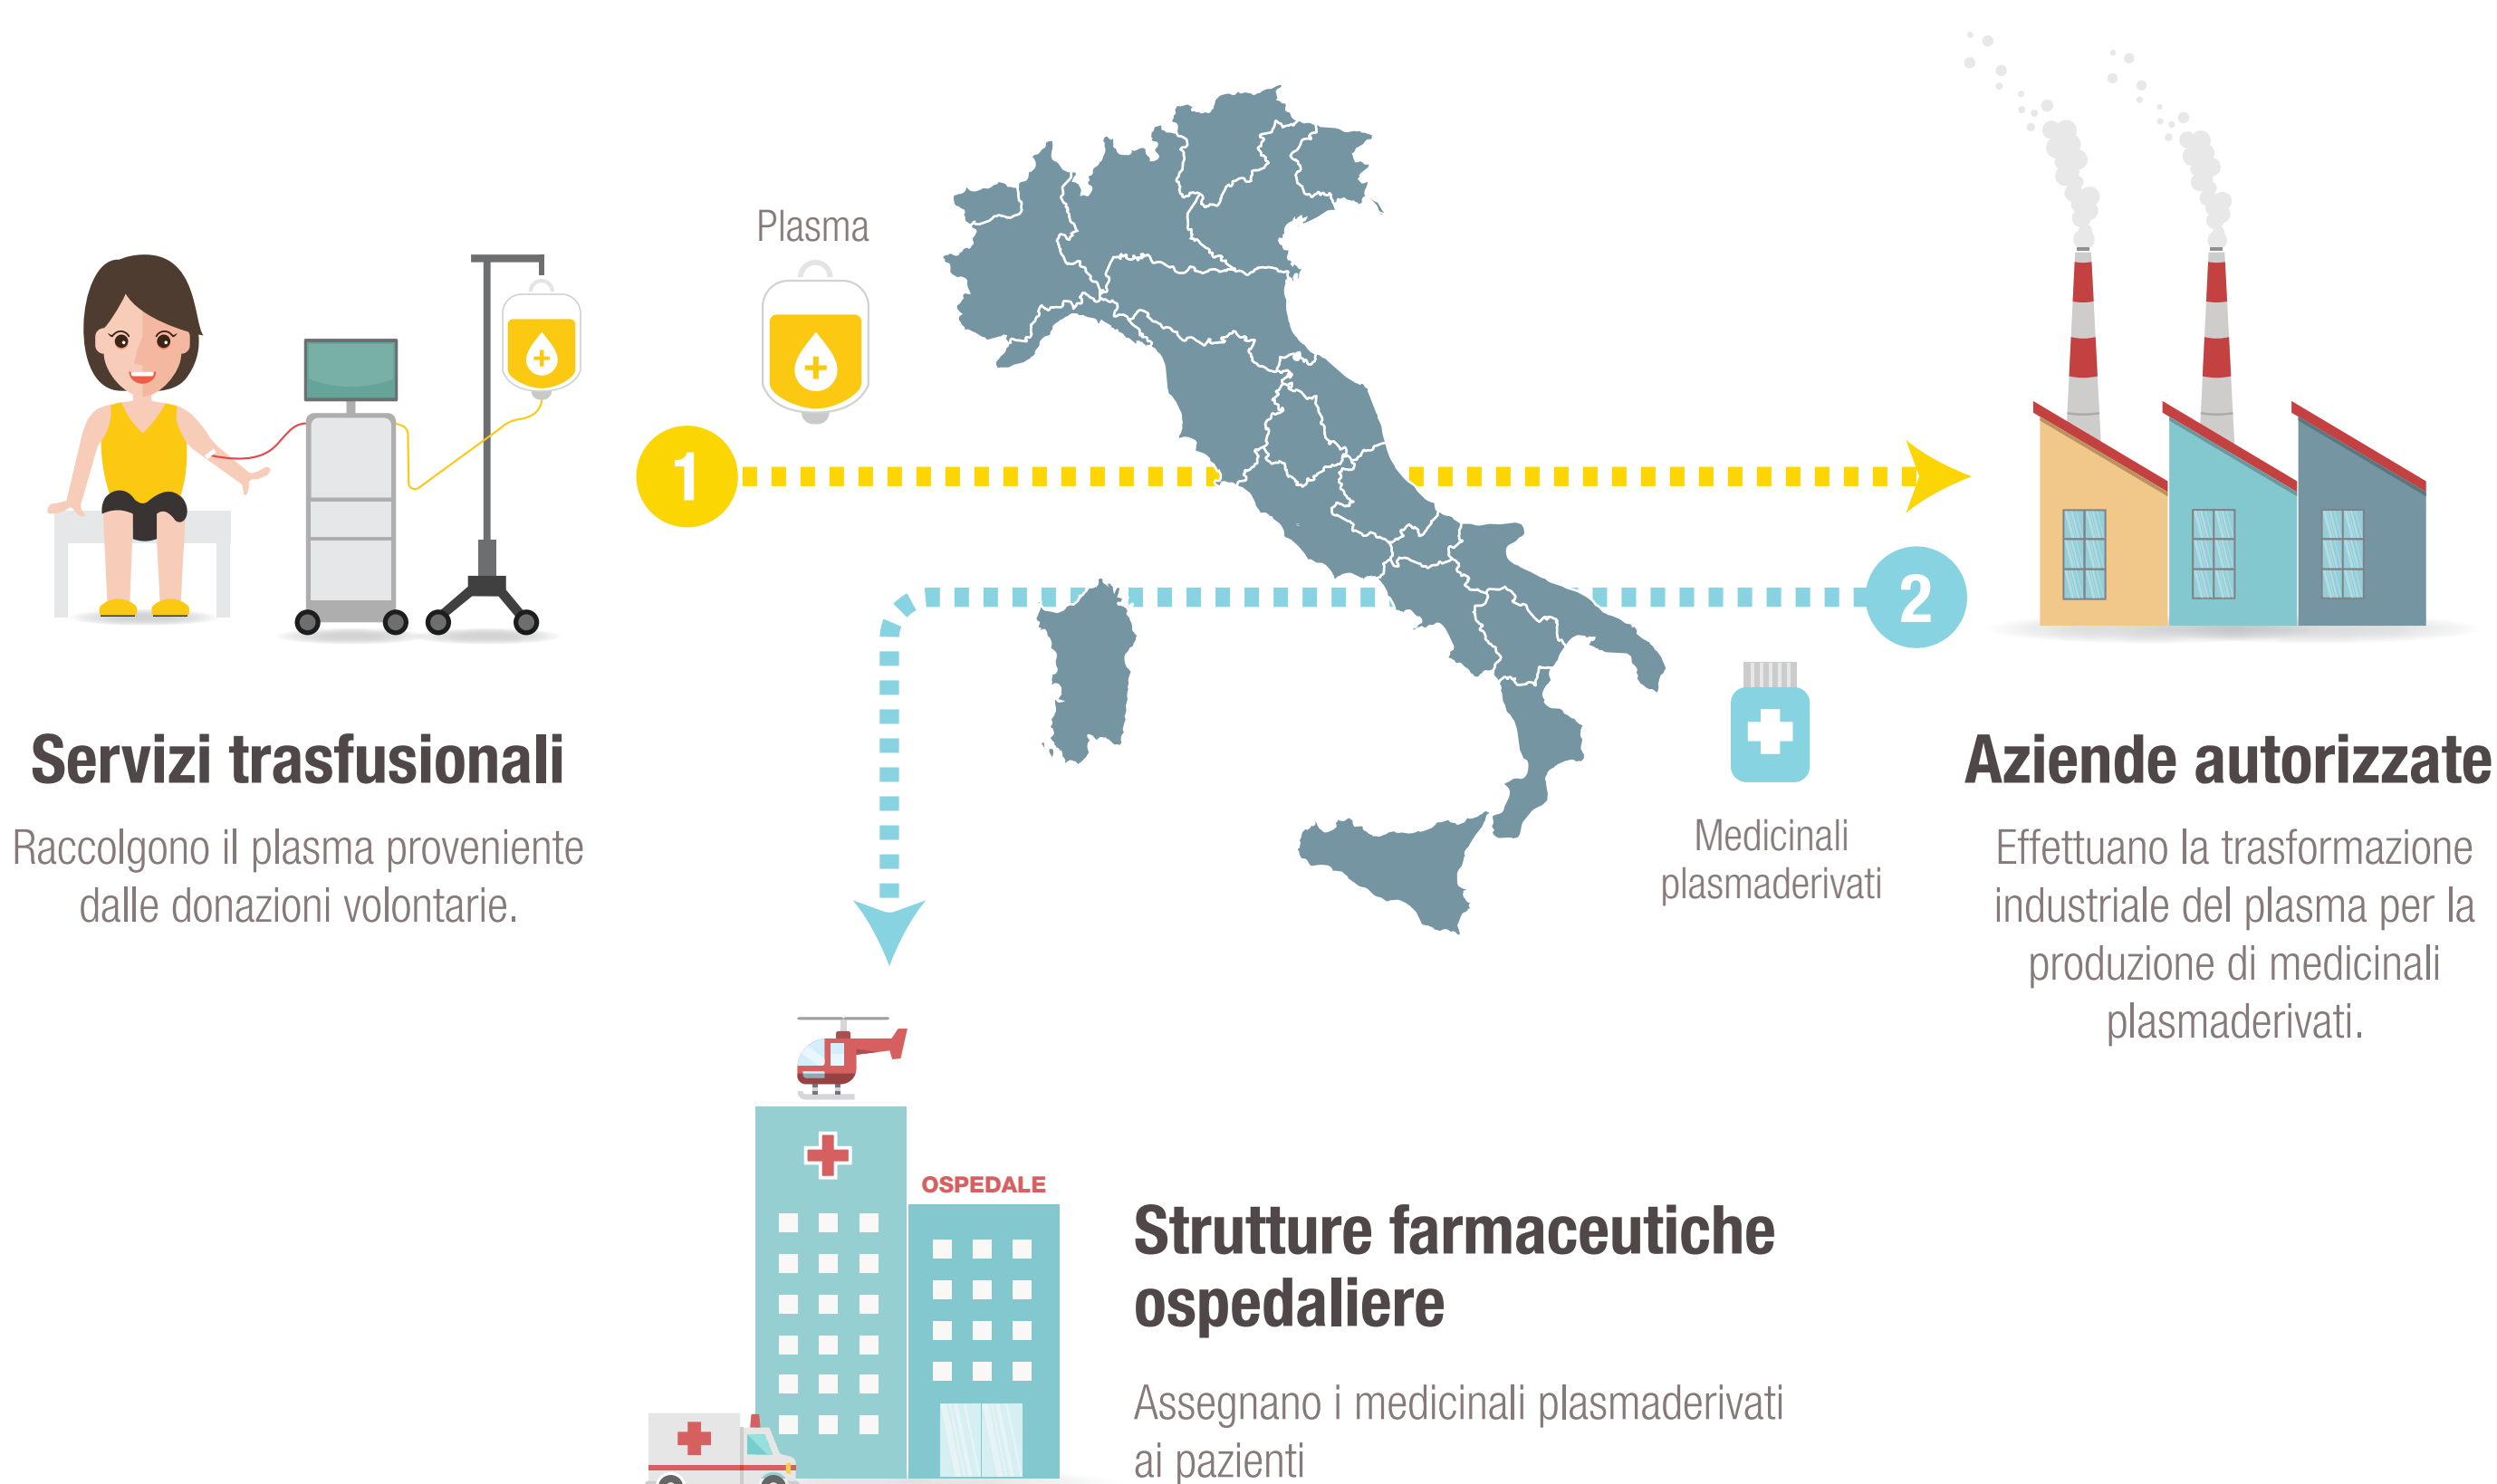 Plasma
1
2
Servizi trasfusionali
Raccolgono il plasma proveniente
dalle donazioni volontarie.
Medicinali
plasmaderivati
Aziende autorizzate
Effettuano la trasformazione
industriale del plasma per la
produzione di medicinali
plasmaderivati.
OSPEDALE
Strutture farmaceutiche
ospedaliere
Assegnano i medicinali plasmaderivati
ai pazienti